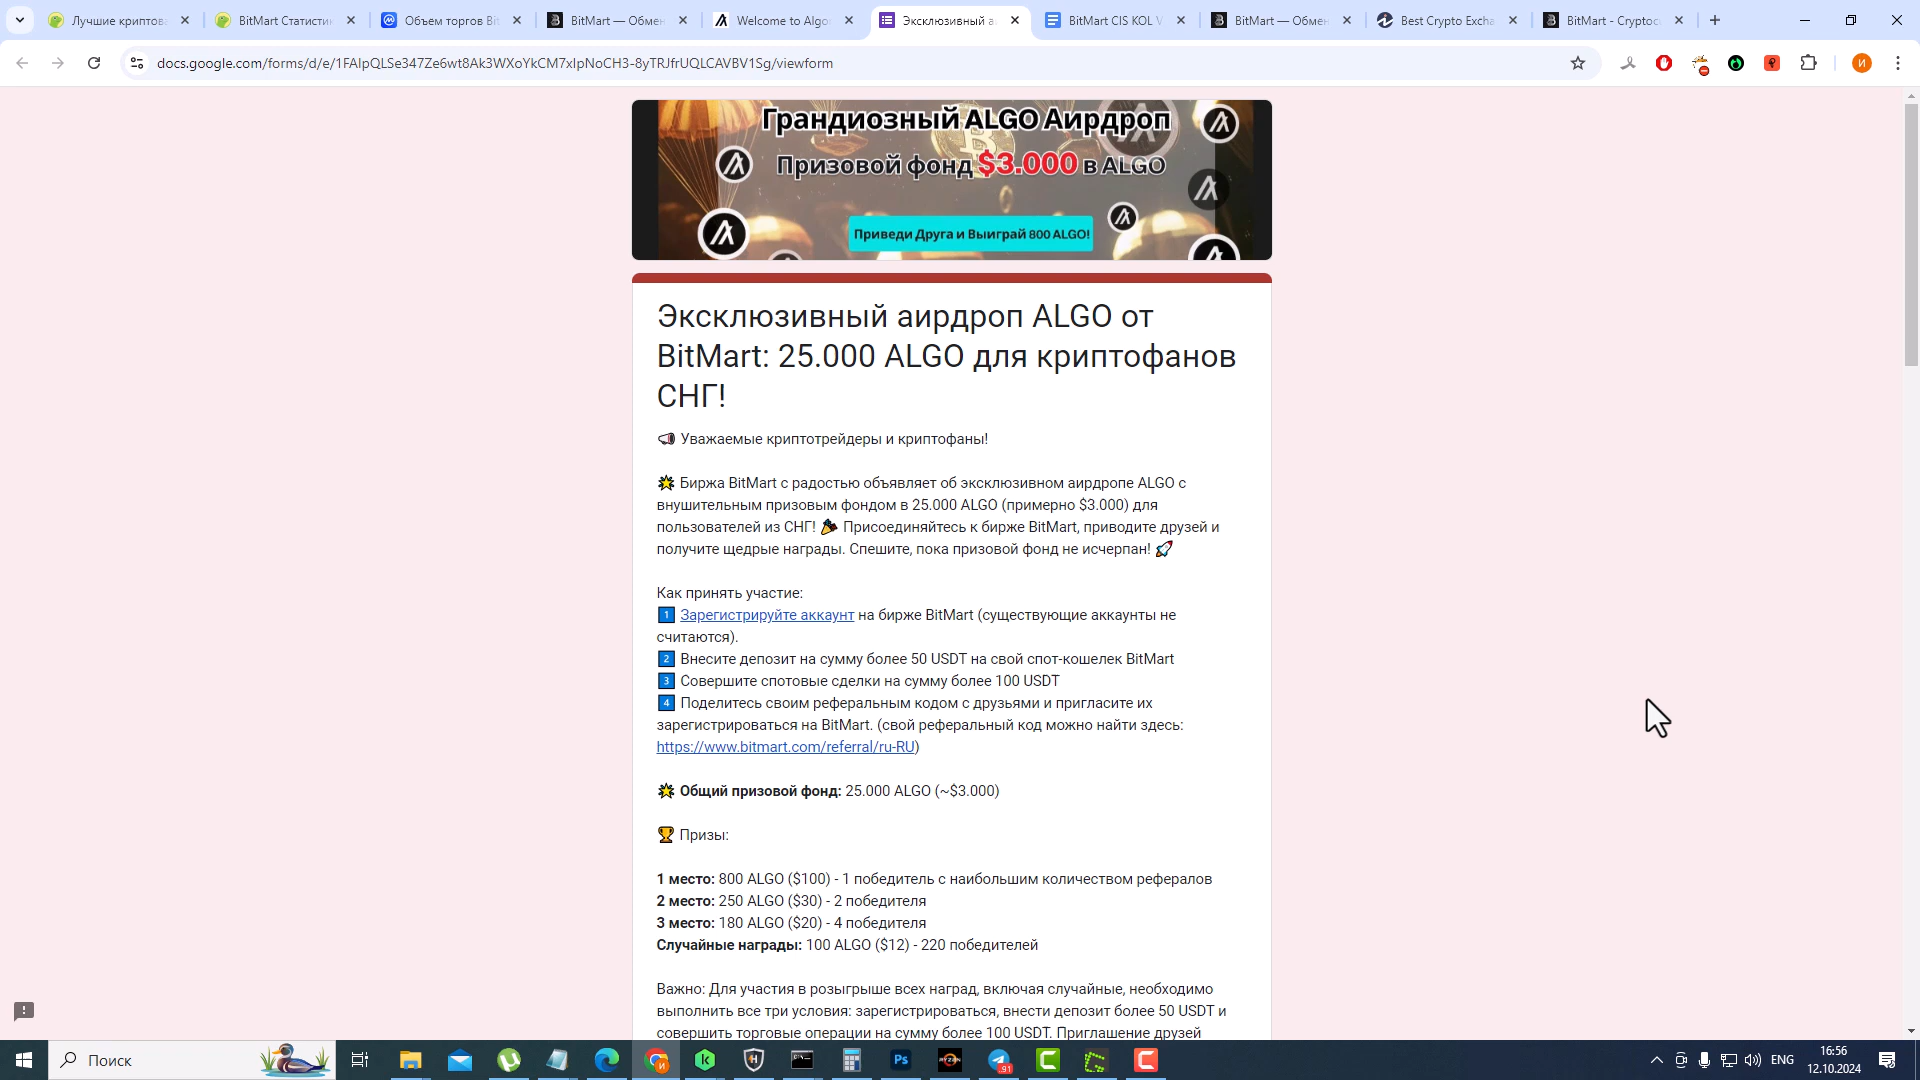 Лучшие криптова
BitMart Статистик
Объем торгов Bit
BitMart — Обмен
Welcome to Algo
Эксклюзивный а
BitMart CIS KOL V
BitMart — Обмен
Best Crypto Excha
BitMart - Cryptoc
docs.google.com/forms/d/e/1FAIpQLSe347Ze6wt8Ak3WXoYkCM7xIpNoCH3-8yTRJfrUQLCAVBV1Sg/viewform
Грандиозный ALGO Аирдроп
Призовой фонд $3.000 в ALGO
Приведи Друга и Выиграй 800 ALGO!
Эксклюзивный аирдроп ALGO от
BitMart: 25.000 ALGO для криптофанов
СНГ!
Уважаемые криптотрейдеры и криптофаны!
Биржа BitMart с радостью объявляет об эксклюзивном аирдропе ALGO с
внушительным призовым фондом в 25.000 ALGO (примерно $3.000) для
пользователей из СНГ! Присоединяйтесь к бирже BitMart, приводите друзей и
получите щедрые награды. Спешите, пока призовой фонд не исчерпан!
Как принять участие:
1 Зарегистрируйте аккаунт на бирже BitMart (существующие аккаунты не
считаются).
2 Внесите депозит на сумму более 50 USDT на свой спот-кошелек BitMart
3 Совершите спотовые сделки на сумму более 100 USDT
4 Поделитесь своим реферальным кодом с друзьями и пригласите их
зарегистрироваться на BitMart. (свой реферальный код можно найти здесь:
https://www.bitmart.com/referral/ru-RU)
Общий призовой фонд: 25.000 ALGO (~$3.000)
Призы:
1 место: 800 ALGO ($100) - 1 победитель с наибольшим количеством рефералов
2 место: 250 ALGO ($30) - 2 победителя
3 место: 180 ALGO ($20) - 4 победителя
Случайные награды: 100 ALGO ($12) - 220 победителей
Важно: Для участия в розыгрыше всех наград, включая случайные, необходимо
выполнить все три условия: зарегистрироваться, внести депозит более 50 USDT и
совершить торговые операции на сумму более 100 USDT. Приглашение друзей
Поиск
Ps
RYZEN
91
ENG
16:56
12.10.2024